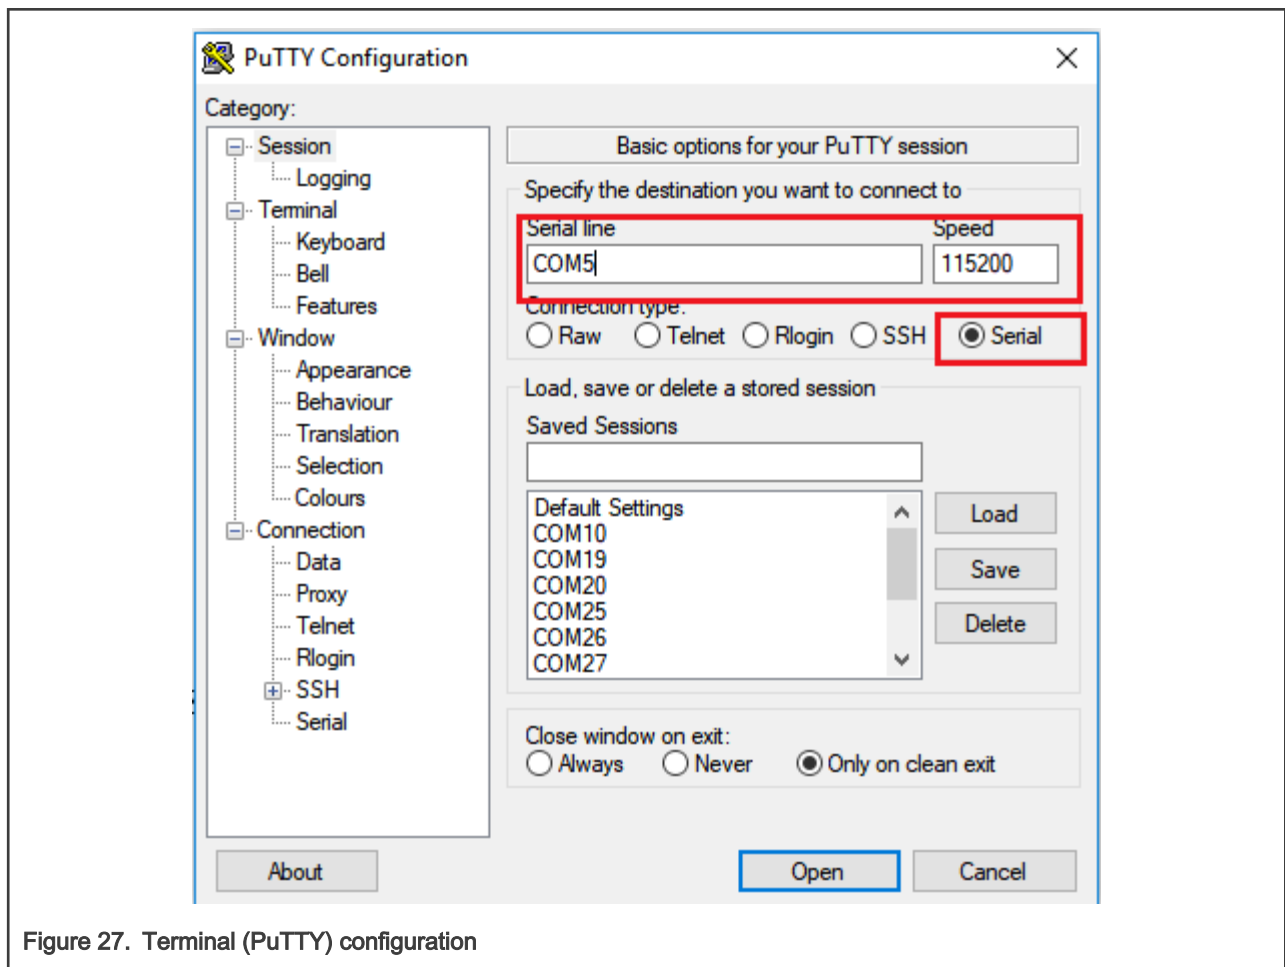 PuTTY Configuration
Category:
Session
Logging
Terminal
Keyboard
Bell
Features
Window
Appearance
Behaviour
Translation
Selection
Colours
Connection
Data
Proxy
Telnet
Rlogin
SSH
Serial
Basic options for your PuTTY session
Specify the destination you want to connect to
Serial line Speed
COM5 115200
Connection type:
Raw Telnet Rlogin SSH Serial
Load, save or delete a stored session
Saved Sessions
Default Settings
COM10
COM19
COM20
COM25
COM26
COM27
Load
Save
Delete
Close window on exit:
Always Never Only on clean exit
About Open Cancel
Figure 27. Terminal (PuTTY) configuration